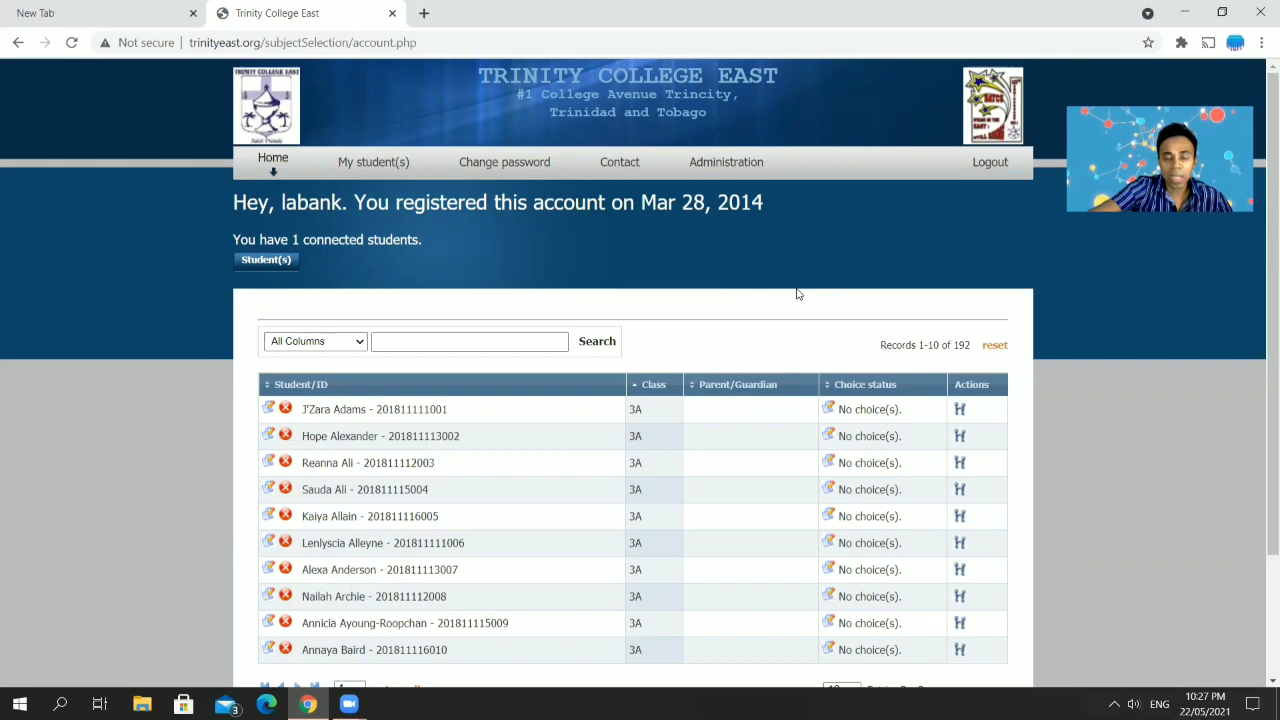 New Tab
Trinity College East
Not secure
trinityeast.org/subjectSelection/account.php
TRINITY COLLEGE EAST
TRINITY COLLEGE EAST
#1 College Avenue Trincity,
Trinidad and Tobago
Home
My student(s)
Change password
Contact
Administration
Logout
Hey, labank. You registered this account on Mar 28, 2014
You have 1 connected students.
Student(s)
All Columns
Search
Records 1-10 of 192
reset
Student/ID
Class
Parent/Guardian
Choice status
Actions
J'Zara Adams - 201811111001
3A
No choice(s).
Hope Alexander - 201811113002
3A
No choice(s).
Reanna Ali - 201811112003
3A
No choice(s).
Sauda Ali - 201811115004
3A
No choice(s).
Kaiya Allain - 201811116005
3A
No choice(s).
Lenlyscia Alleyne - 201811111006
3A
No choice(s).
Alexa Anderson - 201811113007
3A
No choice(s).
Nailah Archie - 201811112008
3A
No choice(s).
Annicia Ayoung-Roopchan - 201811115009
3A
No choice(s).
Annaya Baird - 201811116010
3A
No choice(s).
3
ENG
10:27 PM
22/05/2021